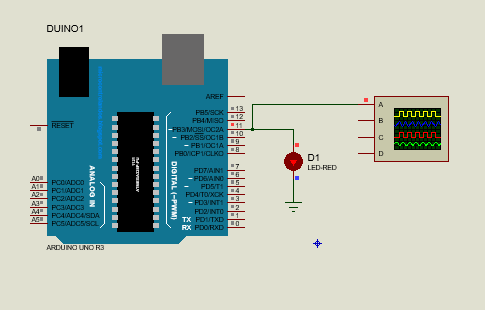 DUINO1
AREF
RESET
PB5/SCK 13
PB4/MISO 12
~PB3/MOSI/OC2A 11
~PB2/SS/OC1B 10
~PB1/OC1A 9
PB0/ICP1/CLKO 8
PD7/AIN1 7
~PD6/AIN0 6
~PD5/T1 5
PD4/T0/XCK 4
~PD3/INT1 3
PD2/INT0 2
TX PD1/TXD 1
RX PD0/RXD 0
DIGITAL (~PWM)
ANALOG IN
A0 PC0/ADC0
A1 PC1/ADC1
A2 PC2/ADC2
A3 PC3/ADC3
A4 PC4/ADC4/SDA
A5 PC5/ADC5/SCL
ARDUINO UNO R3
D1
LED-RED
A
B
C
D